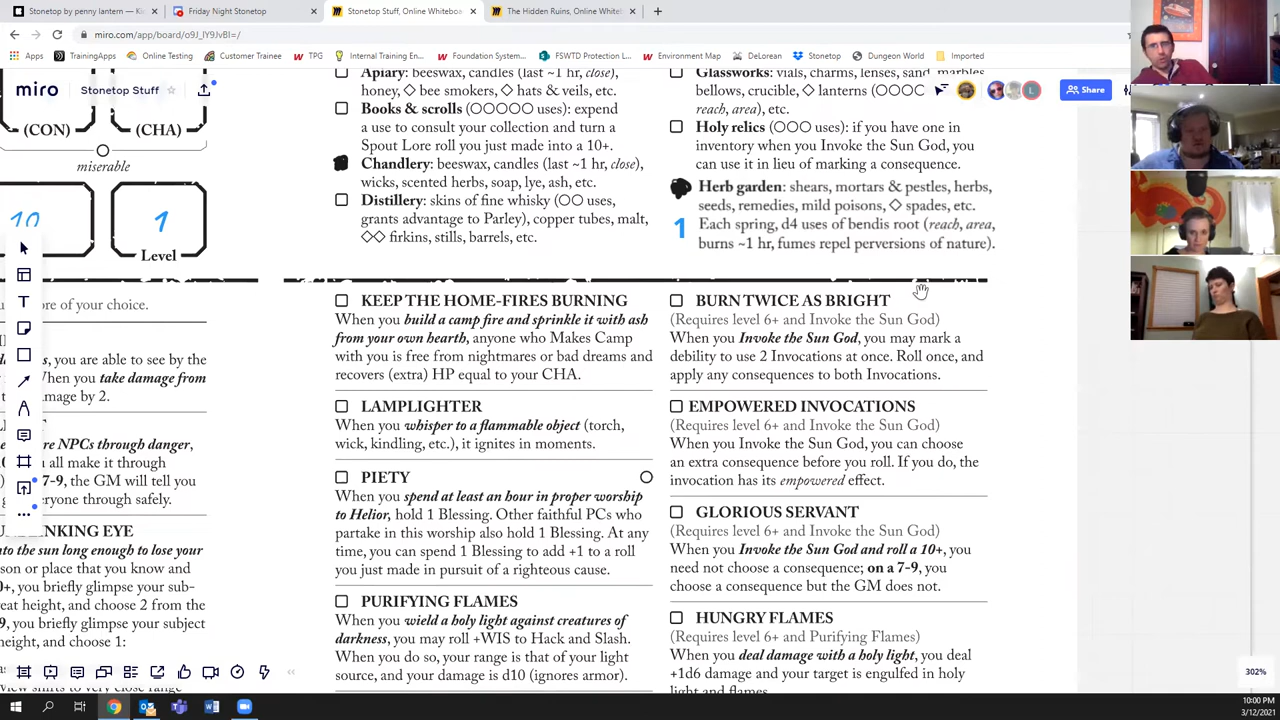 Stonetop by penny lantern — Ki
Friday Night Stonetop
Stonetop Stuff, Online Whitebo
The Hidden Ruins, Online Whiteb
miro.com/app/board/o9J_lY9JvBI=/
Apps
TrainingApps
Online Testing
Customer Trainee
TPG
Internal Training En
Foundation System...
FSWTD Protection L
Environment Map
DeLorean
Stonetop
Dungeon World
Imported
miro
Stonetop Stuff
Share
(CON)
(CHA)
miserable
10
1
Level
ore of your choice.
, you are able to see by the
When you take damage from
amage by 2.
re NPCs through danger,
u all make it through
7-9, the GM will tell you
eryone through safely.
INKING EYE
nto the sun long enough to lose your
son or place that you know and
+, you briefly glimpse your sub-
eat height, and choose 2 from the
9, you briefly glimpse your subject
height, and choose 1:
View shifts to very close range
Apiary: beeswax, candles (last ~1 hr, close),
honey, ◇ bee smokers, ◇ hats & veils, etc.
Books & scrolls (○○○○○ uses): expend
a use to consult your collection and turn a
Spout Lore roll you just made into a 10+.
Chandlery: beeswax, candles (last ~1 hr, close),
wicks, scented herbs, soap, lye, ash, etc.
Distillery: skins of fine whisky (○○ uses,
grants advantage to Parley), copper tubes, malt,
◇◇ firkins, stills, barrels, etc.
Glassworks: vials, charms, lenses, sand, marbles
bellows, crucible, ◇ lanterns (○○○○
reach, area), etc.
Holy relics (○○○ uses): if you have one in
inventory when you Invoke the Sun God, you
can use it in lieu of marking a consequence.
Herb garden: shears, mortars & pestles, herbs,
seeds, remedies, mild poisons, ◇ spades, etc.
1 Each spring, d4 uses of bendis root (reach, area,
burns ~1 hr, fumes repel perversions of nature).
KEEP THE HOME-FIRES BURNING
When you build a camp fire and sprinkle it with ash
from your own hearth, anyone who Makes Camp
with you is free from nightmares or bad dreams and
recovers (extra) HP equal to your CHA.
LAMPLIGHTER
When you whisper to a flammable object (torch,
wick, kindling, etc.), it ignites in moments.
PIETY
When you spend at least an hour in proper worship
to Helior, hold 1 Blessing. Other faithful PCs who
partake in this worship also hold 1 Blessing. At any
time, you can spend 1 Blessing to add +1 to a roll
you just made in pursuit of a righteous cause.
PURIFYING FLAMES
When you wield a holy light against creatures of
darkness, you may roll +WIS to Hack and Slash.
When you do so, your range is that of your light
source, and your damage is d10 (ignores armor).
BURN TWICE AS BRIGHT
(Requires level 6+ and Invoke the Sun God)
When you Invoke the Sun God, you may mark a
debility to use 2 Invocations at once. Roll once, and
apply any consequences to both Invocations.
EMPOWERED INVOCATIONS
(Requires level 6+ and Invoke the Sun God)
When you Invoke the Sun God, you can choose
an extra consequence before you roll. If you do, the
invocation has its empowered effect.
GLORIOUS SERVANT
(Requires level 6+ and Invoke the Sun God)
When you Invoke the Sun God and roll a 10+, you
need not choose a consequence; on a 7-9, you
choose a consequence but the GM does not.
HUNGRY FLAMES
(Requires level 6+ and Purifying Flames)
When you deal damage with a holy light, you deal
+1d6 damage and your target is engulfed in holy
light and flames.
302%
10:00 PM
3/12/2021